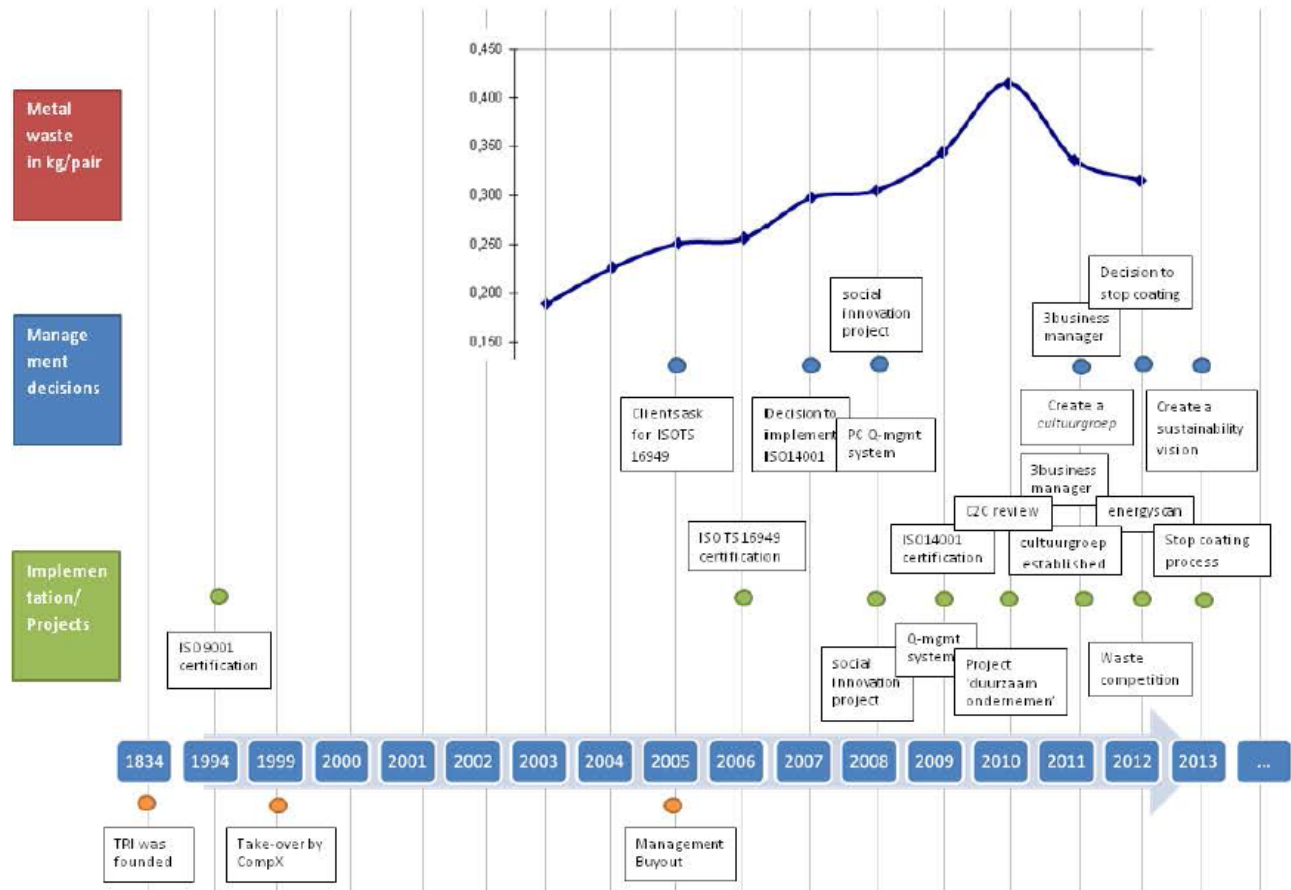 Metal
waste
in kg/pair
0,450
0,400
0,350
0,300
0,250
0,200
0,150
Manage
ment
decisions
social
innovation
project
3business
manager
Decision to
stop coating
Clients ask
for ISOTS
16949
Decision to
implement
ISO14001
PC Q-mgmt
system
Create a
cultuurgroep
Create a
sustainability
vision
3business
manager
Implemen
tation/
Projects
ISO TS16949
certification
ISO14001
certification
C2C review
cultuurgroep
established
energyscan
Stop coating
process
ISO9001
certification
social
innovation
project
Q-mgmt
system
Project
'duurzaam
ondernemen'
Waste
competition
1834
1994
1999
2000
2001
2002
2003
2004
2005
2006
2007
2008
2009
2010
2011
2012
2013
...
TRI was
founded
Take-over by
CompX
Management
Buyout